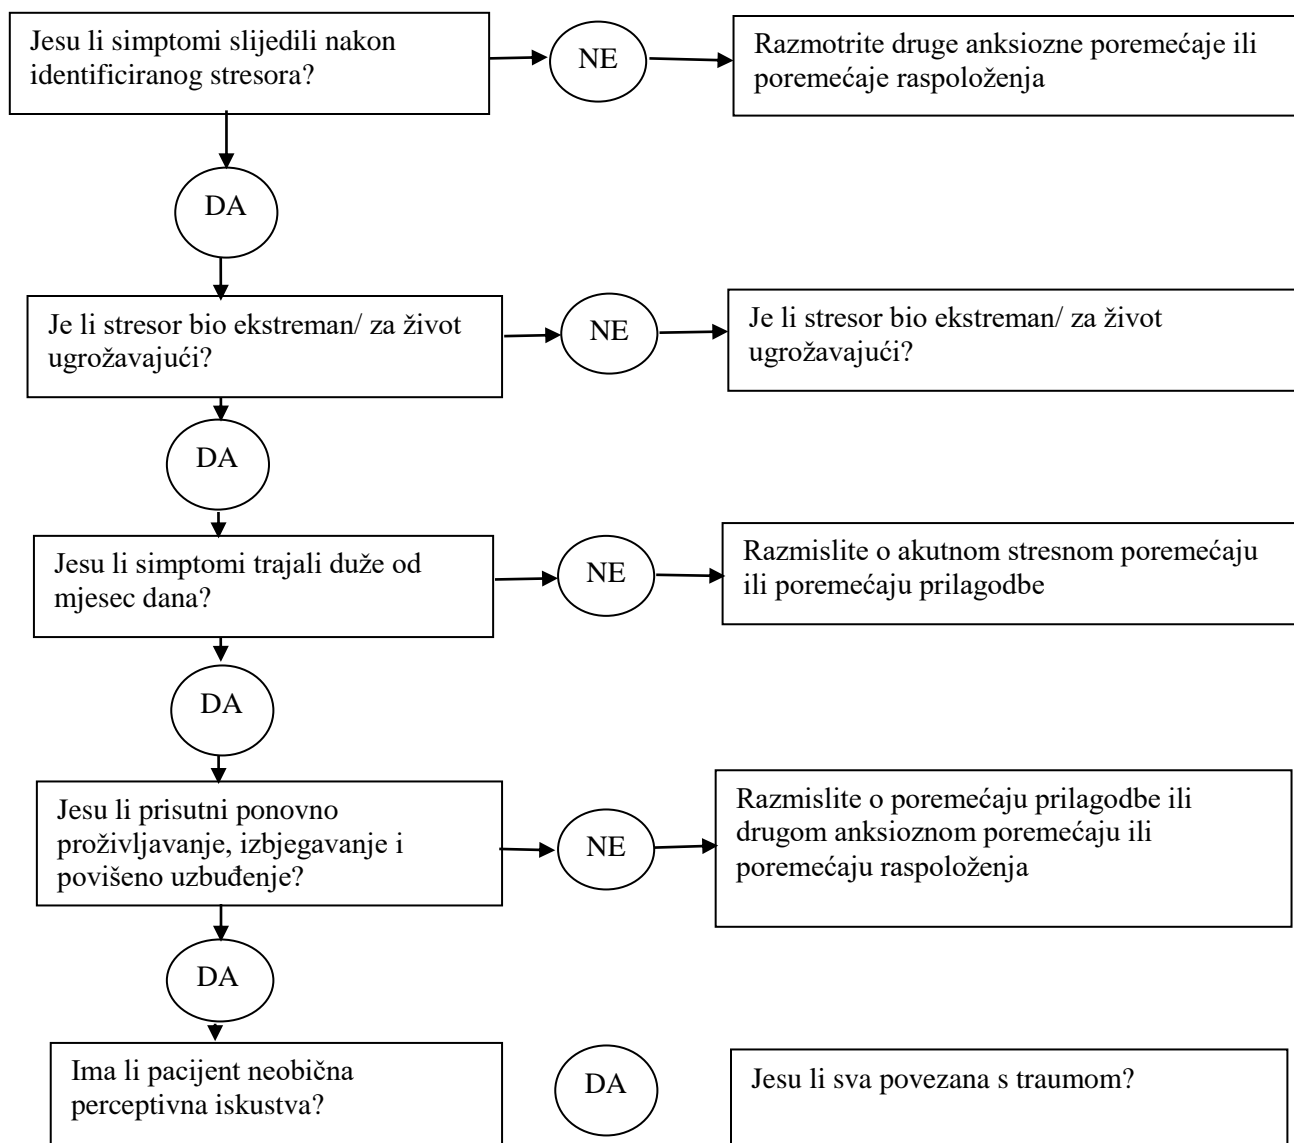 Jesu li simptomi slijedili nakon
identificiranog stresora?
NE
Razmotrite druge anksiozne poremećaje ili
poremećaje raspoloženja
DA
Je li stresor bio ekstreman/ za život
ugrožavajući?
NE
Je li stresor bio ekstreman/ za život
ugrožavajući?
DA
Jesu li simptomi trajali duže od
mjesec dana?
NE
Razmislite o akutnom stresnom poremećaju
ili poremećaju prilagodbe
DA
Jesu li prisutni ponovno
proživljavanje, izbjegavanje i
povišeno uzbuđenje?
NE
Razmislite o poremećaju prilagodbe ili
drugom anksioznom poremećaju ili
poremećaju raspoloženja
DA
Ima li pacijent neobična
perceptivna iskustva?
DA
Jesu li sva povezana s traumom?